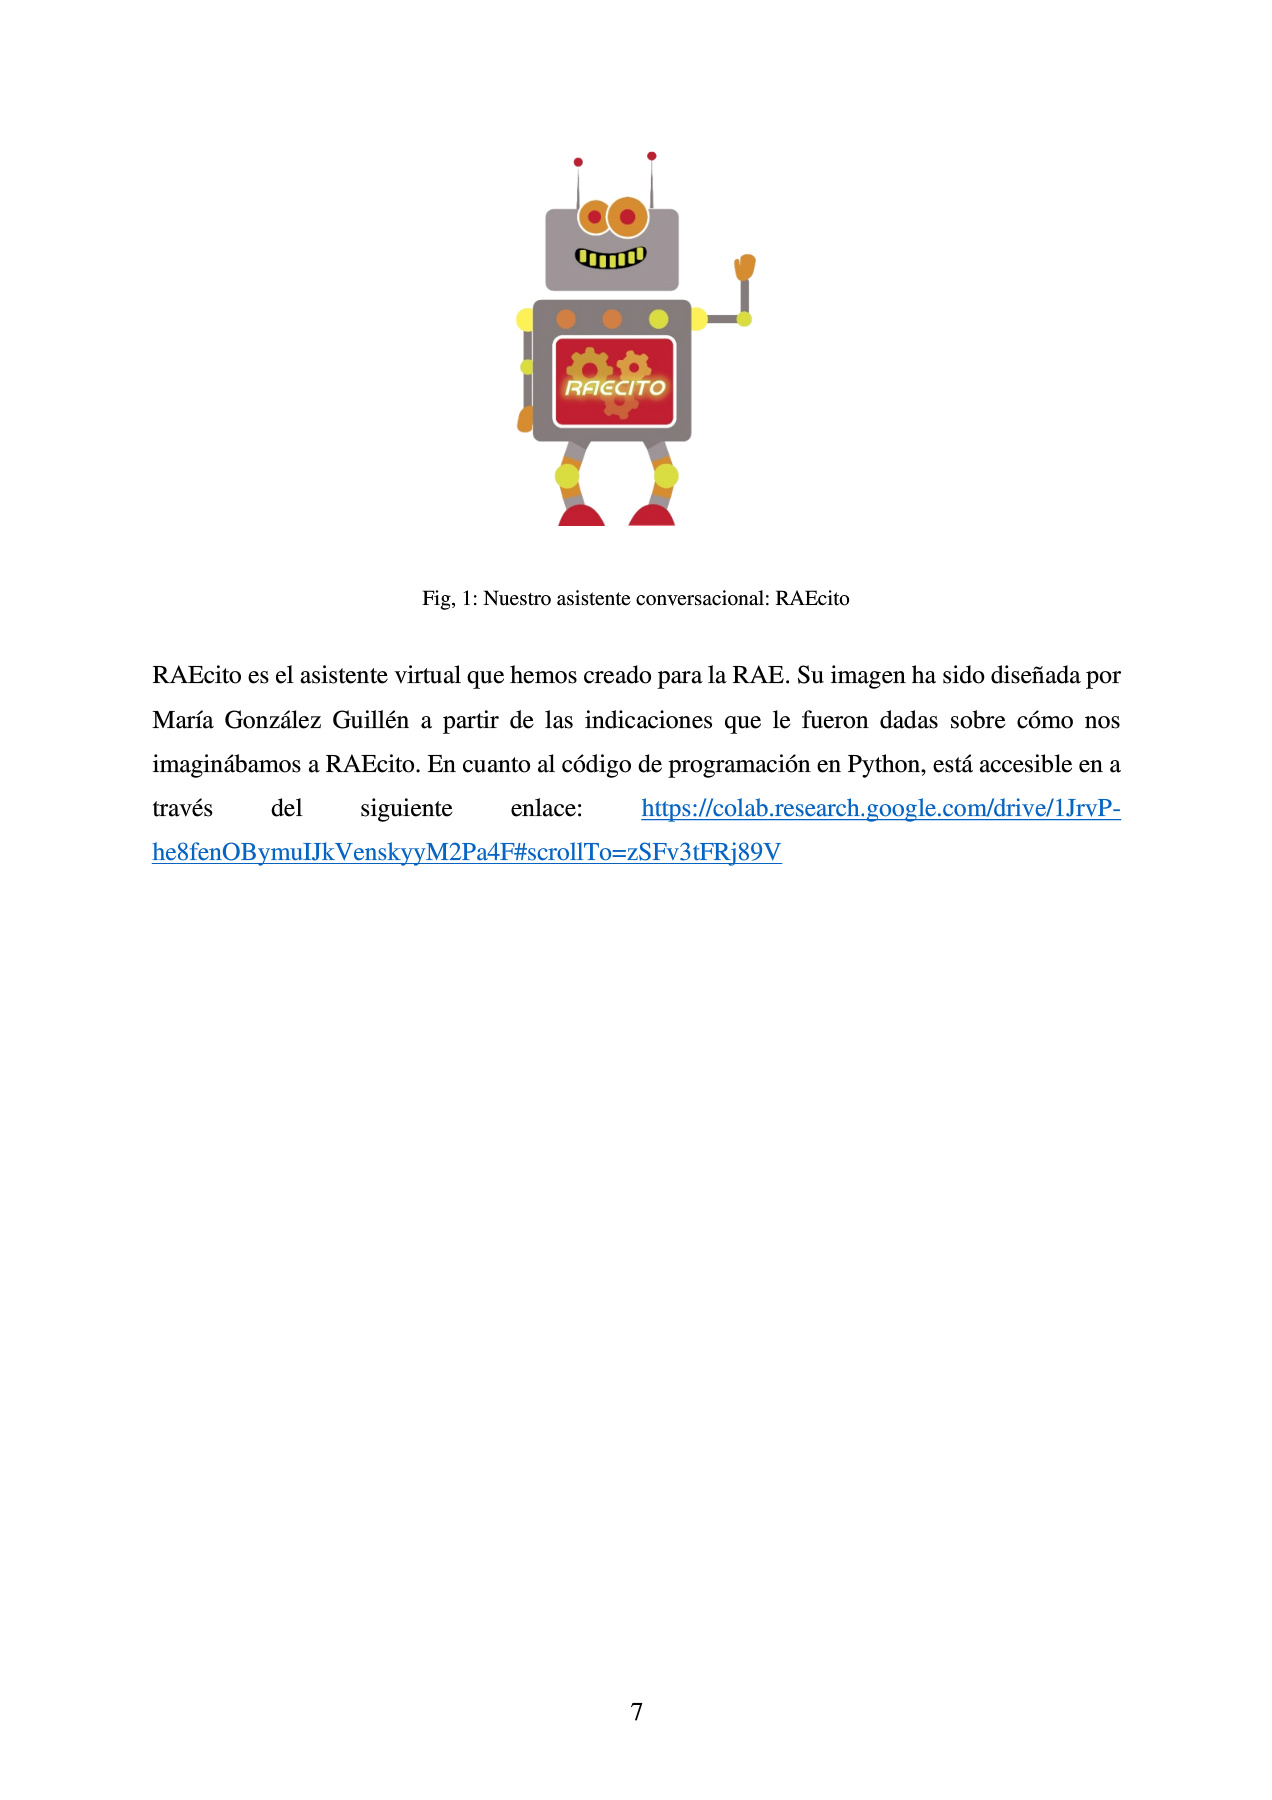 RAECITO
Fig, 1: Nuestro asistente conversacional: RAEcito
RAEcito es el asistente virtual que hemos creado para la RAE. Su imagen ha sido diseñada por
María González Guillén a partir de las indicaciones que le fueron dadas sobre cómo nos
imaginábamos a RAEcito. En cuanto al código de programación en Python, está accesible en a
través del siguiente enlace: https://colab.research.google.com/drive/1JrvP-
he8fenOBymuIJkVenskyyM2Pa4F#scrollTo=zSFv3tFRj89V
7